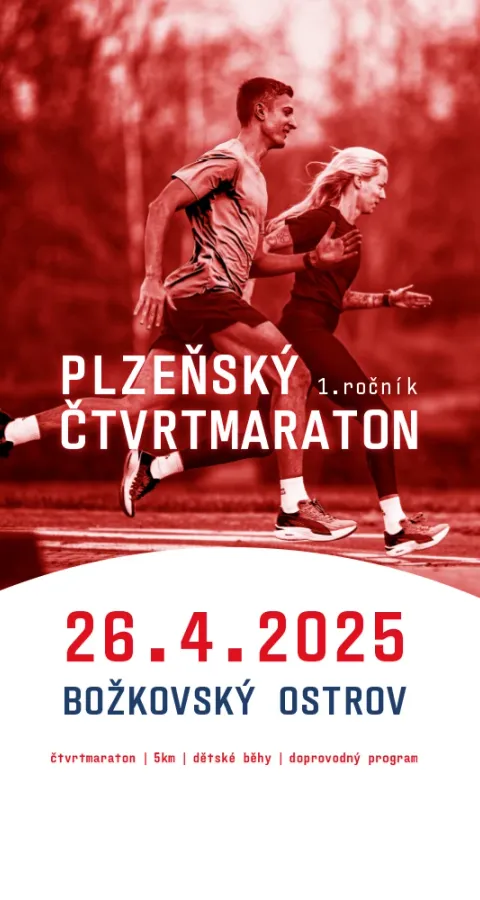 PLZEŇSKÝ 1.ročník
ČTVRTMARATON
26.4.2025
BOŽKOVSKÝ OSTROV
čtvrtmaraton | 5km | dětské běhy | doprovodný program